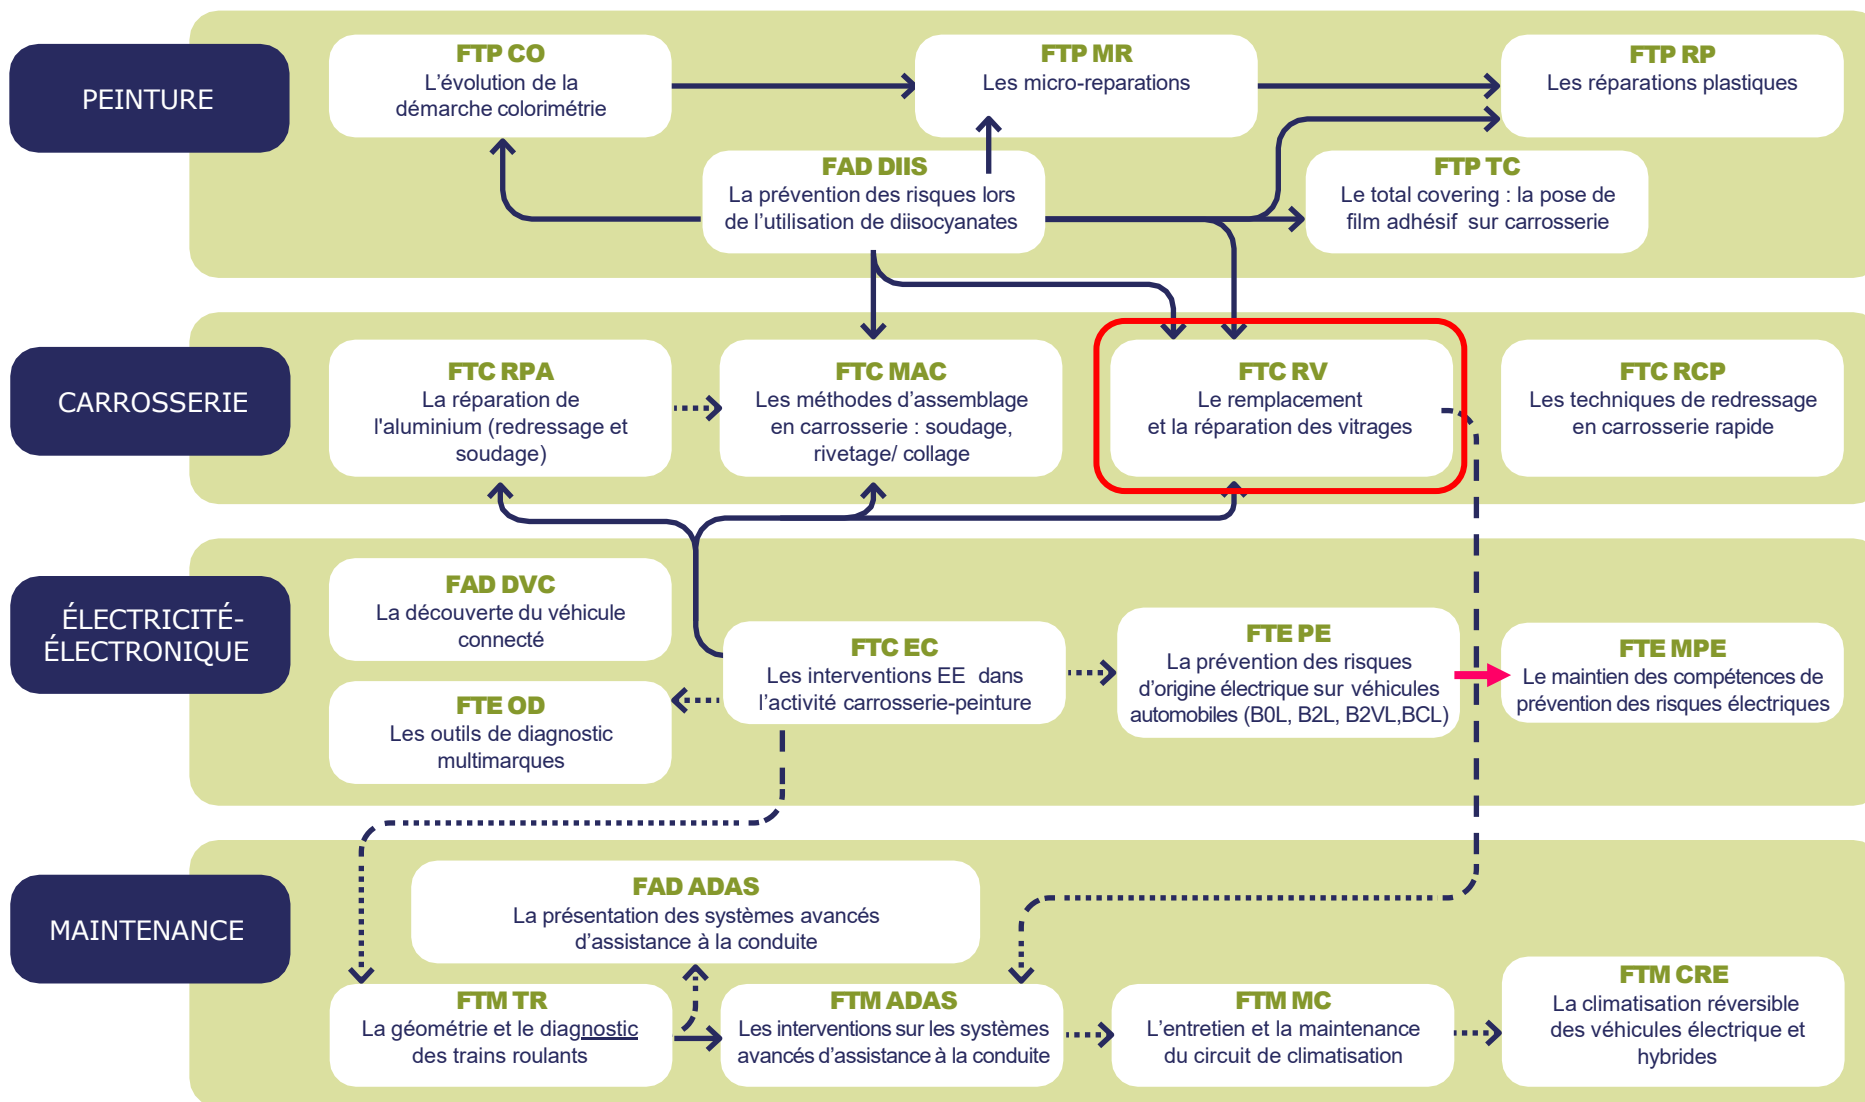 PEINTURE
FTP CO
L'évolution de la
démarche colorimétrie
FTP MR
Les micro-reparations
FTP RP
Les réparations plastiques
FAD DIIS
La prévention des risques lors
de l'utilisation de diisocyanates
FTP TC
Le total covering : la pose de
film adhésif sur carrosserie
CARROSSERIE
FTC RPA
La réparation de
l'aluminium (redressage et
soudage)
FTC MAC
Les méthodes d'assemblage
en carrosserie : soudage,
rivetage/ collage
FTC RV
Le remplacement
et la réparation des vitrages
FTC RCP
Les techniques de redressage
en carrosserie rapide
ÉLECTRICITÉ-
ÉLECTRONIQUE
FAD DVC
La découverte du véhicule
connecté
FTE OD
Les outils de diagnostic
multimarques
FTC EC
Les interventions EE dans
l'activité carrosserie-peinture
FTE PE
La prévention des risques
d'origine électrique sur véhicules
automobiles (B0L, B2L, B2VL,BCL)
FTE MPE
Le maintien des compétences de
prévention des risques électriques
MAINTENANCE
FAD ADAS
La présentation des systèmes avancés
d'assistance à la conduite
FTM TR
La géométrie et le diagnostic
des trains roulants
FTM ADAS
Les interventions sur les systèmes
avancés d'assistance à la conduite
FTM MC
L'entretien et la maintenance
du circuit de climatisation
FTM CRE
La climatisation réversible
des véhicules électrique et
hybrides